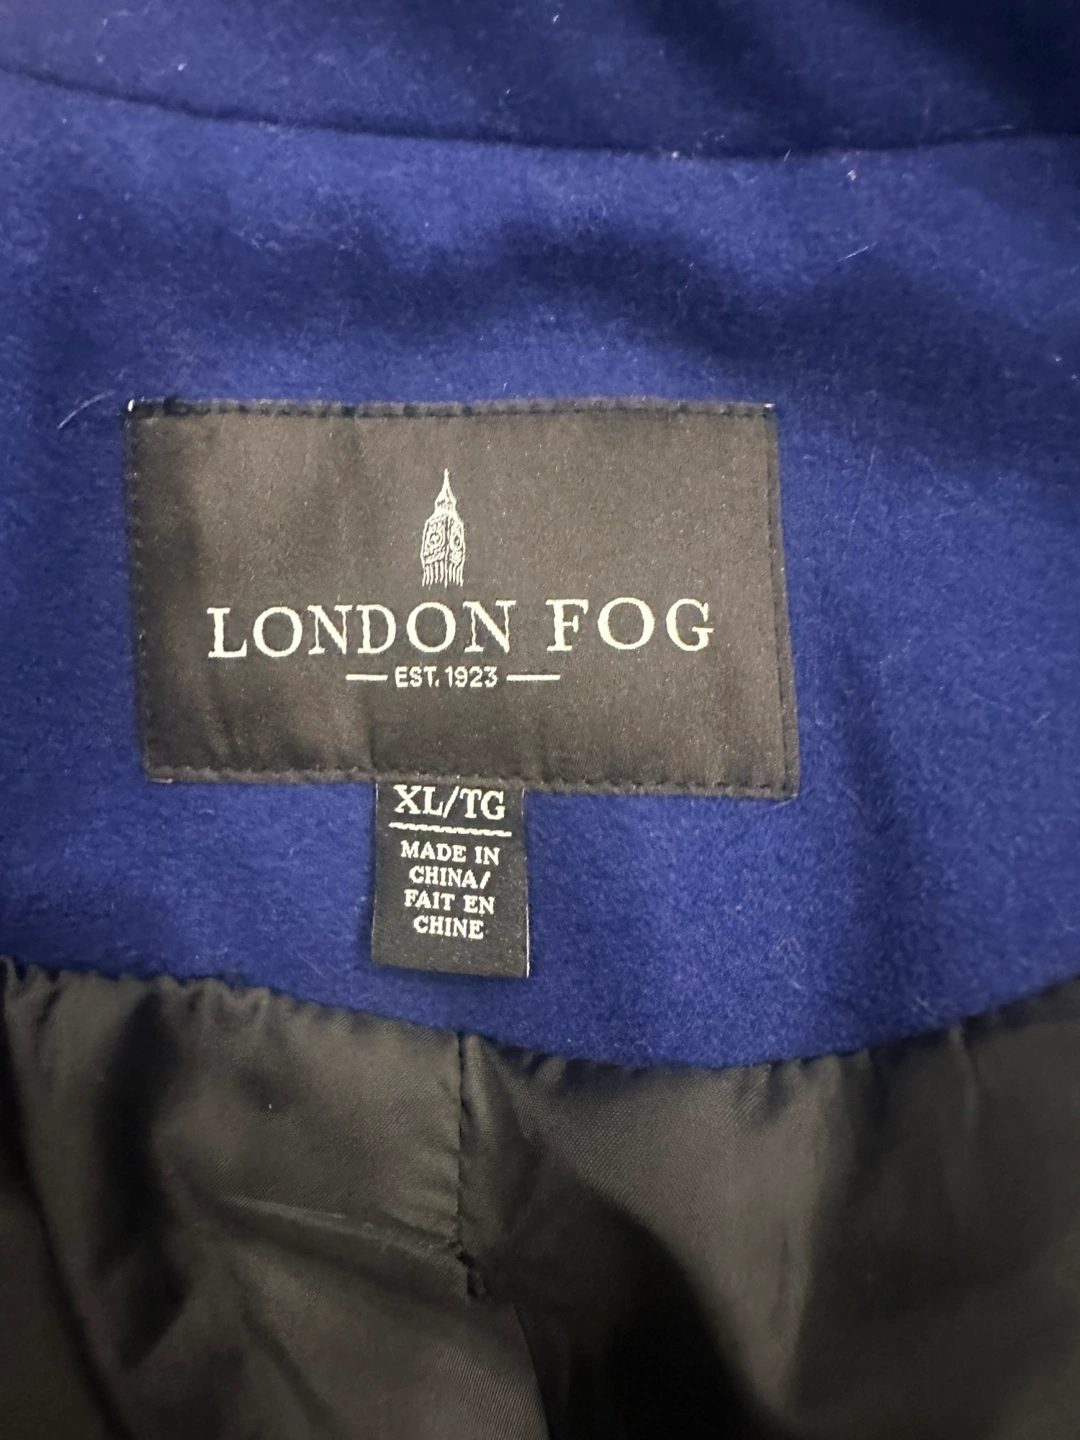 LONDON FOG
EST. 1923
XL/TG
MADE IN
CHINA/
FAIT EN
CHINE